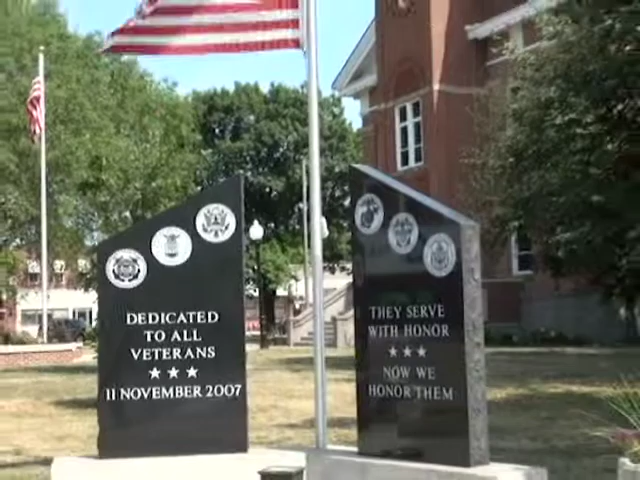 DEDICATED
TO ALL
VETERANS
11 NOVEMBER 2007
THEY SERVE
WITH HONOR
NOW WE
HONOR THEM